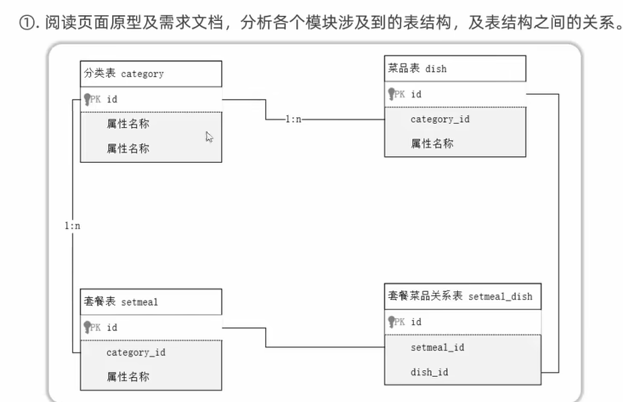 ①. 阅读页面原型及需求文档，分析各个模块涉及到的表结构，及表结构之间的关系。
分类表 category
PK id
属性名称
属性名称
菜品表 dish
PK id
category_id
属性名称
1:n
1:n
套餐表 setmeal
PK id
category_id
属性名称
套餐菜品关系表 setmeal_dish
PK id
setmeal_id
dish_id